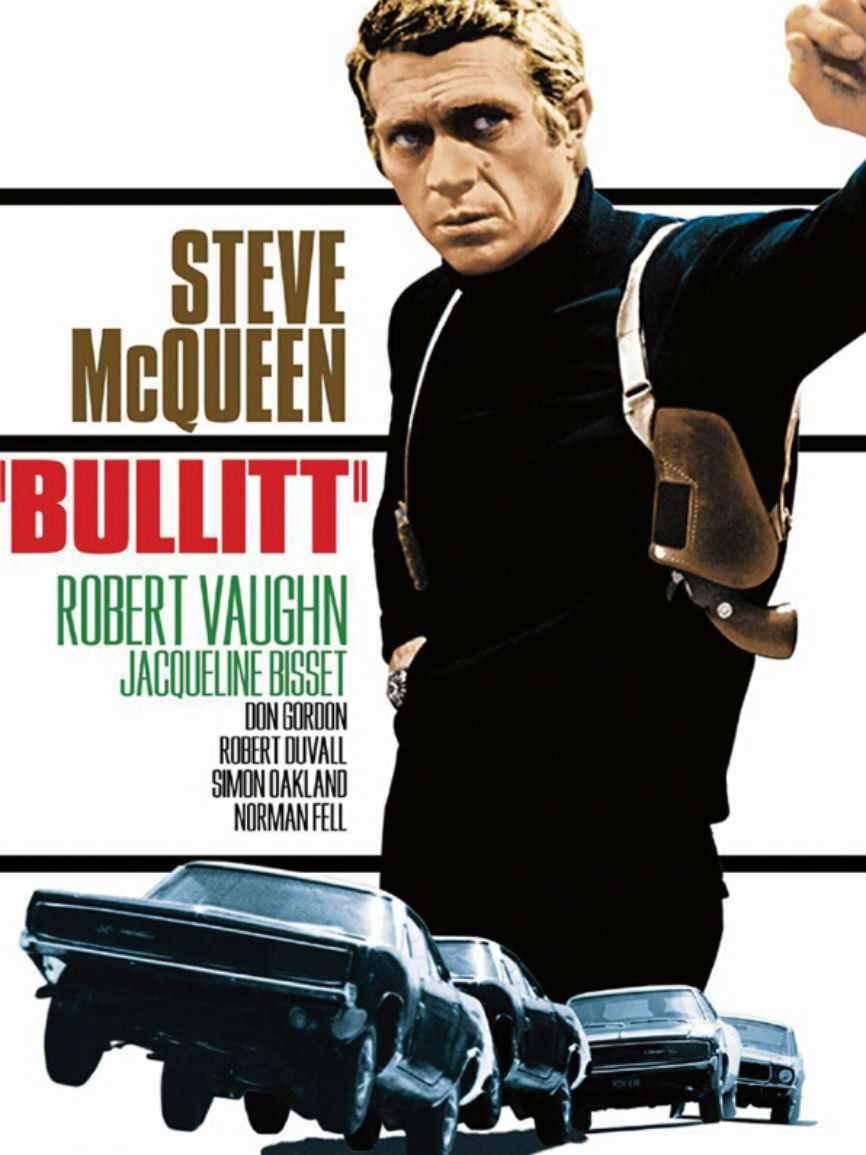 STEVE
McQUEEN
"BULLITT"
ROBERT VAUGHN
JACQUELINE BISSET
DON GORDON
ROBERT DUVALL
SIMON OAKLAND
NORMAN FELL